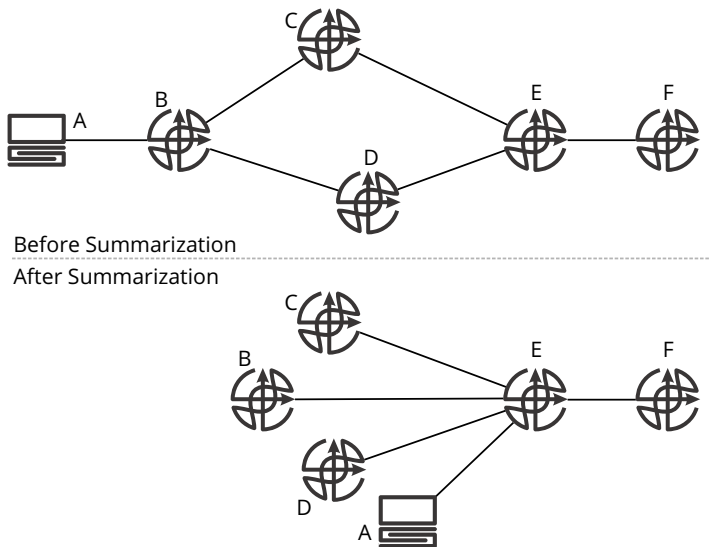 C
B
E
F
A
D
Before Summarization
After Summarization
C
B
E
F
D
A